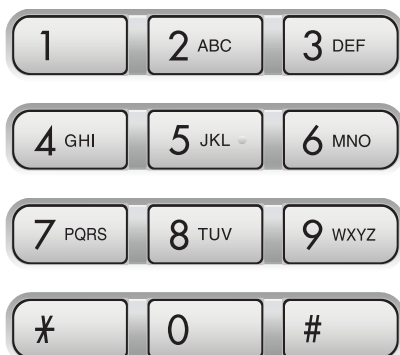 1 2 ABC 3 DEF
4 GHI 5 JKL 6 MNO
7 PQRS 8 TUV 9 WXYZ
* 0 #